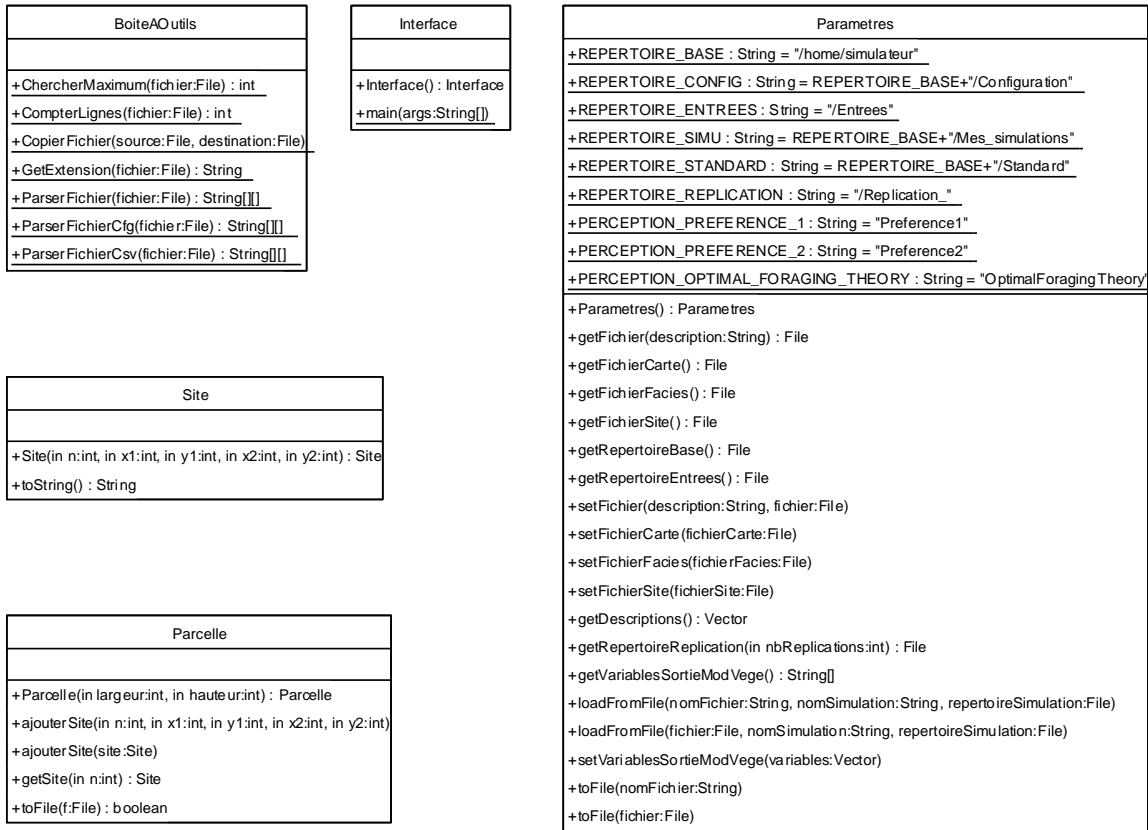 BoiteAOutils
+ChercherMaximum(fichier:File) : int
+CompterLignes(fichier:File) : int
+CopierFichier(source:File, destination:File)
+GetExtension(fichier:File) : String
+ParserFichier(fichier:File) : String[][]
+ParserFichierCfg(fichier:File) : String[][]
+ParserFichierCsv(fichier:File) : String[][]
Interface
+Interface() : Interface
+main(args:String[])
Parametres
+REPERTOIRE_BASE : String = "/home/simulateur"
+REPERTOIRE_CONFIG : String = REPERTOIRE_BASE+"/Configuration"
+REPERTOIRE_ENTREES : String = "/Entrees"
+REPERTOIRE_SIMU : String = REPERTOIRE_BASE+"/Mes_simulations"
+REPERTOIRE_STANDARD : String = REPERTOIRE_BASE+"/Standard"
+REPERTOIRE_REPLICATION : String = "/Replication_"
+PERCEPTION_PREFERENCE_1 : String = "Preference1"
+PERCEPTION_PREFERENCE_2 : String = "Preference2"
+PERCEPTION_OPTIMAL_FORAGING_THEORY : String = "OptimalForagingTheory"
+Parametres() : Parametres
+getFichier(description:String) : File
+getFichierCarte() : File
+getFichierFacies() : File
+getFichierSite() : File
+getRepertoireBase() : File
+getRepertoireEntrees() : File
+setFichier(description:String, fichier:File)
+setFichierCarte(fichierCarte:File)
+setFichierFacies(fichierFacies:File)
+setFichierSite(fichierSite:File)
+getDescriptions() : Vector
+getRepertoireReplication(in nbReplications:int) : File
+getVariablesSortieModVege() : String[]
+loadFromFile(nomFichier:String, nomSimulation:String, repertoireSimulation:File)
+loadFromFile(fichier:File, nomSimulation:String, repertoireSimulation:File)
+setVariablesSortieModVege(variables:Vector)
+toFile(nomFichier:String)
+toFile(fichier:File)
Site
+Site(in n:int, in x1:int, in y1:int, in x2:int, in y2:int) : Site
+toString() : String
Parcelle
+Parcelle(in largeur:int, in hauteur:int) : Parcelle
+ajouterSite(in n:int, in x1:int, in y1:int, in x2:int, in y2:int)
+ajouterSite(site:Site)
+getSite(in n:int) : Site
+toFile(f:File) : boolean